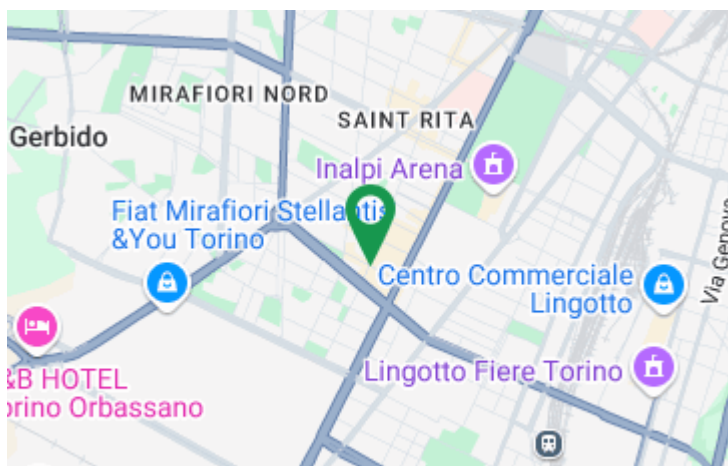 MIRAFIORI NORD
SAINT RITA
Gerbido
Inalpi Arena
Fiat Mirafiori Stellantis
&You Torino
Centro Commerciale
Lingotto
Via Genova
Lingotto Fiere Torino
&B HOTEL
orino Orbassano